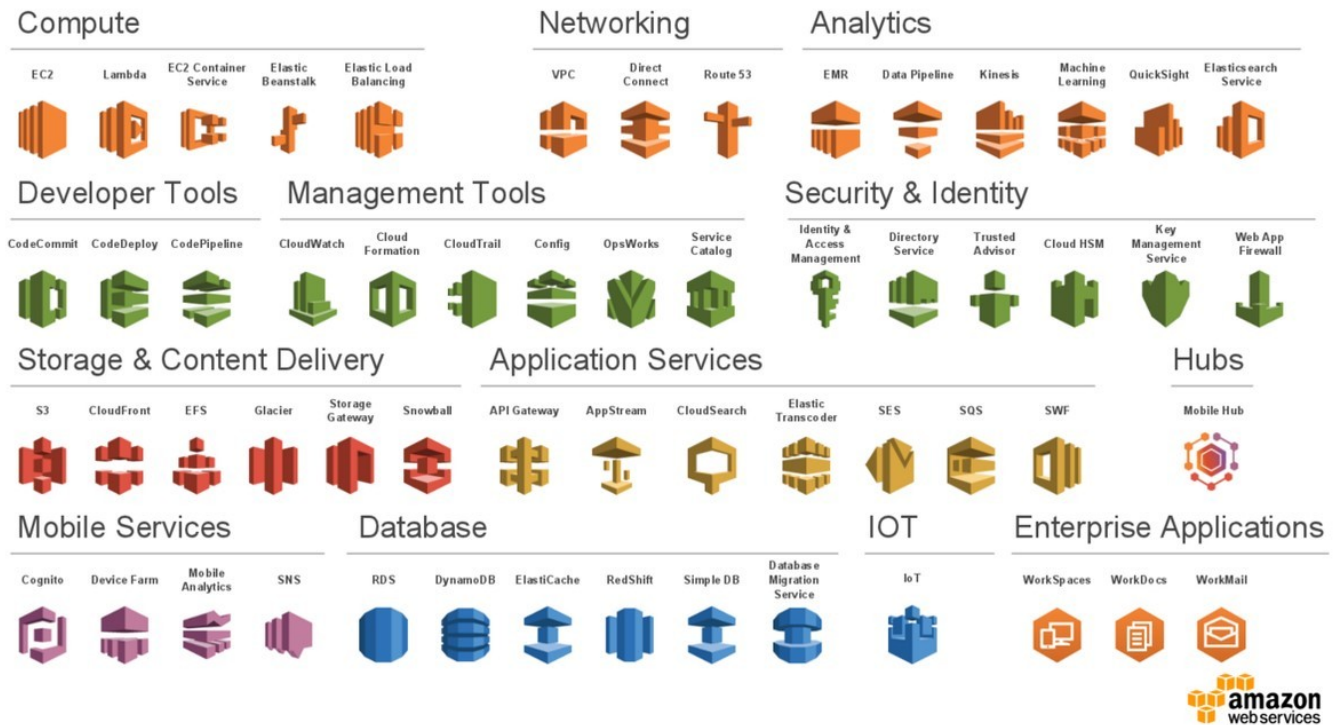 Compute
Networking
Analytics
EC2
Lambda
EC2 Container
Service
Elastic
Beanstalk
Elastic Load
Balancing
VPC
Direct
Connect
Route 53
EMR
Data Pipeline
Kinesis
Machine
Learning
QuickSight
Elasticsearch
Service
Developer Tools
Management Tools
Security & Identity
CodeCommit
CodeDeploy
CodePipeline
CloudWatch
Cloud
Formation
CloudTrail
Config
OpsWorks
Service
Catalog
Identity &
Access
Management
Directory
Service
Trusted
Advisor
Cloud HSM
Key
Management
Service
Web App
Firewall
Storage & Content Delivery
Application Services
Hubs
S3
CloudFront
EFS
Glacier
Storage
Gateway
Snowball
API Gateway
AppStream
CloudSearch
Elastic
Transcoder
SES
SQS
SWF
Mobile Hub
Mobile Services
Database
IOT
Enterprise Applications
Cognito
Device Farm
Mobile
Analytics
SNS
RDS
DynamoDB
ElastiCache
RedShift
Simple DB
Database
Migration
Service
IoT
WorkSpaces
WorkDocs
WorkMail
amazon
webservices